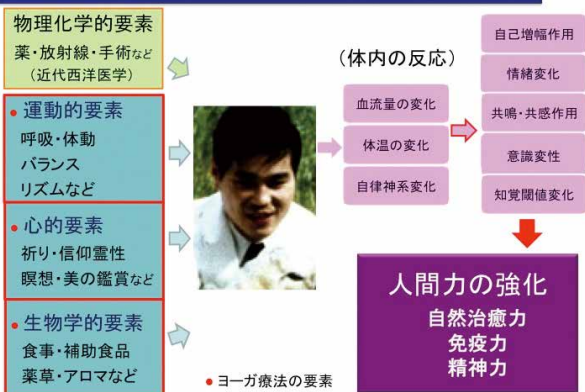 物理化学的要素
薬・放射線・手術など
(近代西洋医学)
● 運動的要素
呼吸・体動
バランス
リズムなど
● 心的要素
祈り・信仰霊性
瞑想・美の鑑賞など
● 生物学的要素
食事・補助食品
薬草・アロマなど
(体内の反応)
血流量の変化
体温の変化
自律神系変化
自己増幅作用
情緒変化
共鳴・共感作用
意識変性
知覚閾値変化
人間力の強化
自然治癒力
免疫力
精神力
● ヨーガ療法の要素